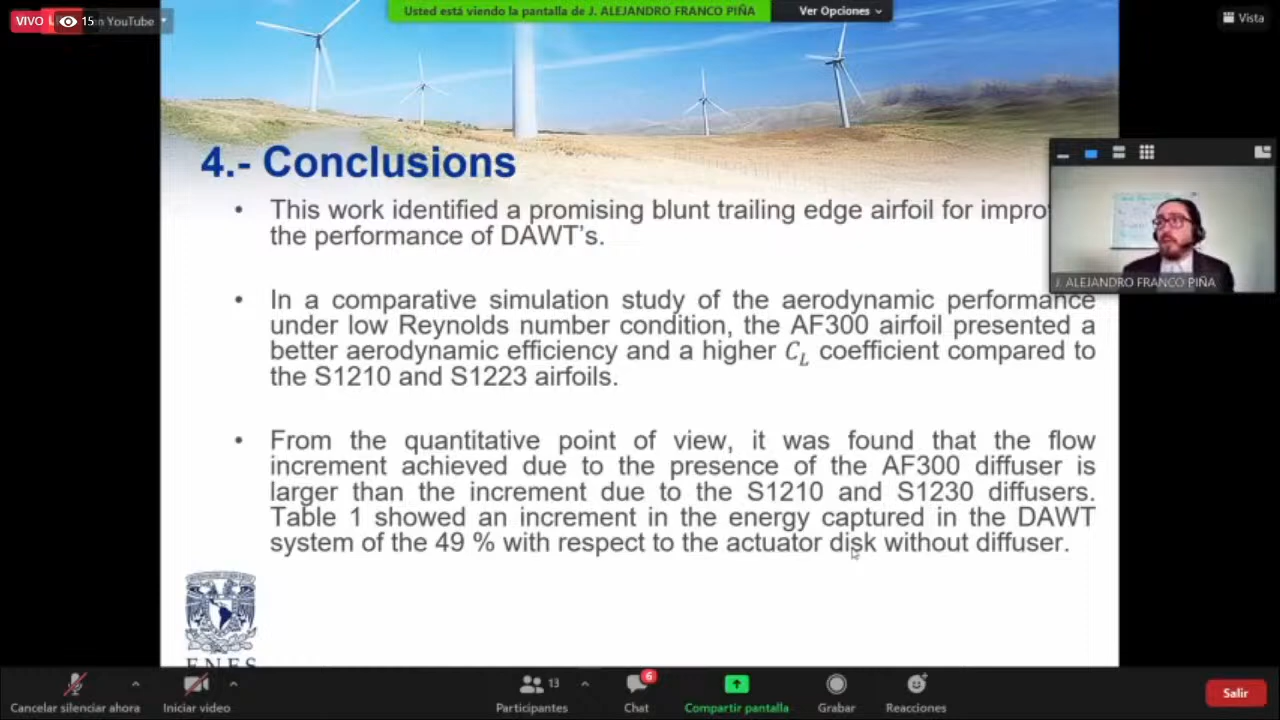 VIVO
15
n YouTube
Usted está viendo la pantalla de J. ALEJANDRO FRANCO PIÑA
Ver Opciones
Vista
4.- Conclusions
• This work identified a promising blunt trailing edge airfoil for
the performance of DAWT's.
• In a comparative simulation study of the aerodynamic performance
under low Reynolds number condition, the AF300 airfoil presented a
better aerodynamic efficiency and a higher C_L coefficient compared to
the S1210 and S1223 airfoils.
• From the quantitative point of view, it was found that the flow
increment achieved due to the presence of the AF300 diffuser is
larger than the increment due to the S1210 and S1230 diffusers.
Table 1 showed an increment in the energy captured in the DAWT
system of the 49 % with respect to the actuator disk without diffuser.
J. ALEJANDRO FRANCO PIÑA
ENES
Cancelar silenciar ahora
Iniciar video
13
Participantes
6
Chat
Compartir pantalla
Grabar
Reacciones
Salir